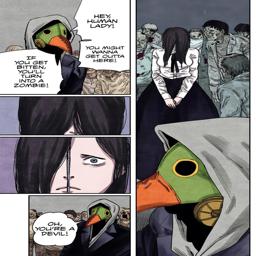 HEY,
HUMAN
LADY!
YOU MIGHT
WANNA
GET OUTTA
HERE!
IF
YOU GET
BITTEN,
YOU'LL
TURN
INTO A
ZOMBIE!
OH,
YOU'RE A
DEVIL!